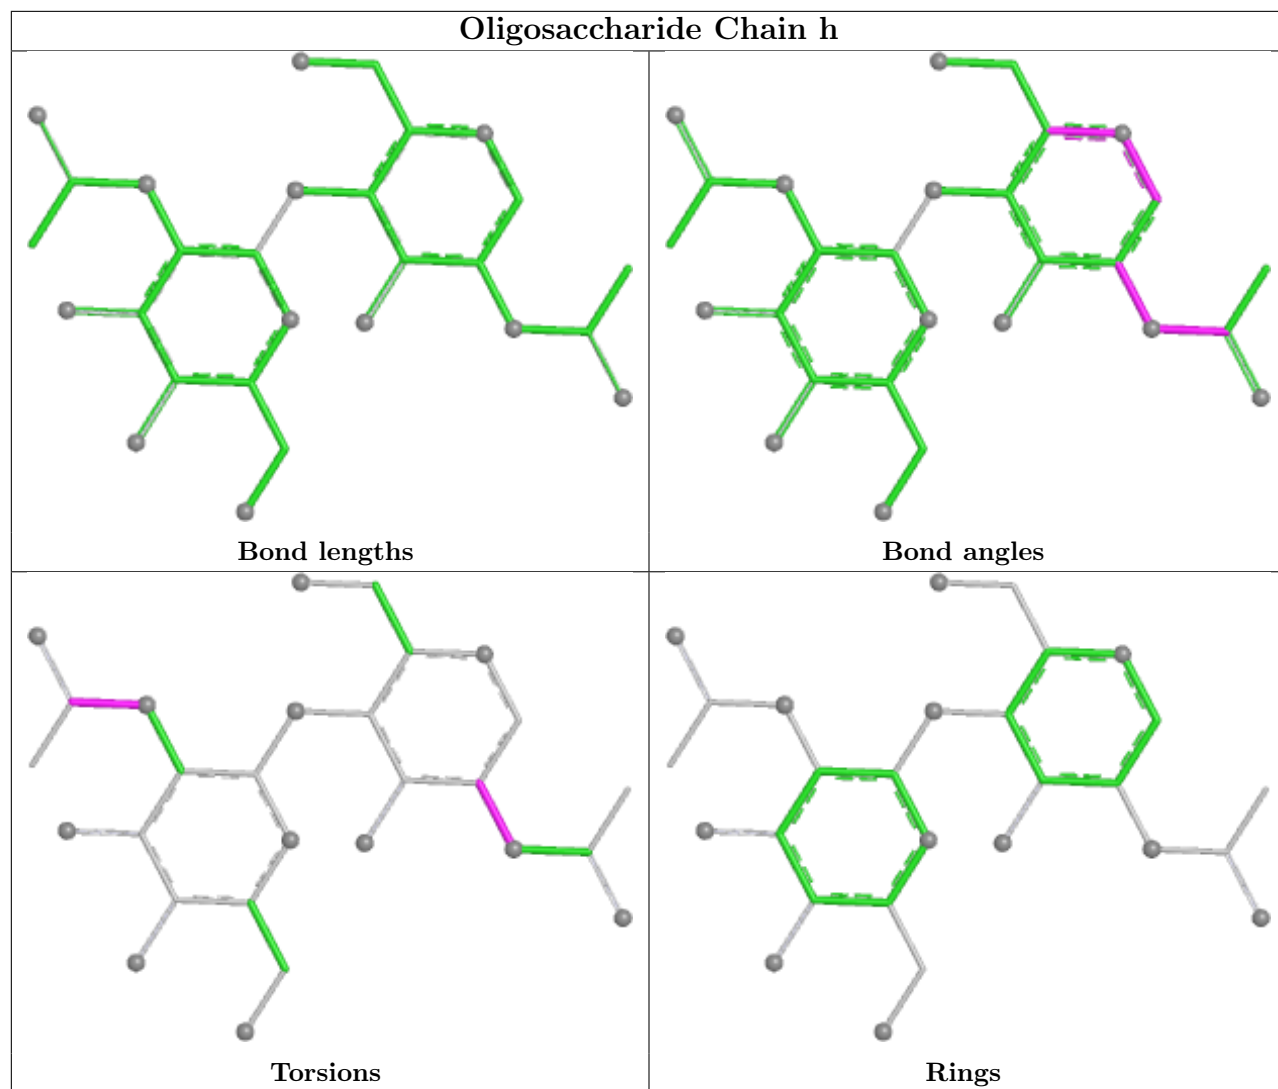 Oligosaccharide Chain h
Bond lengths
Bond angles
Torsions
Rings